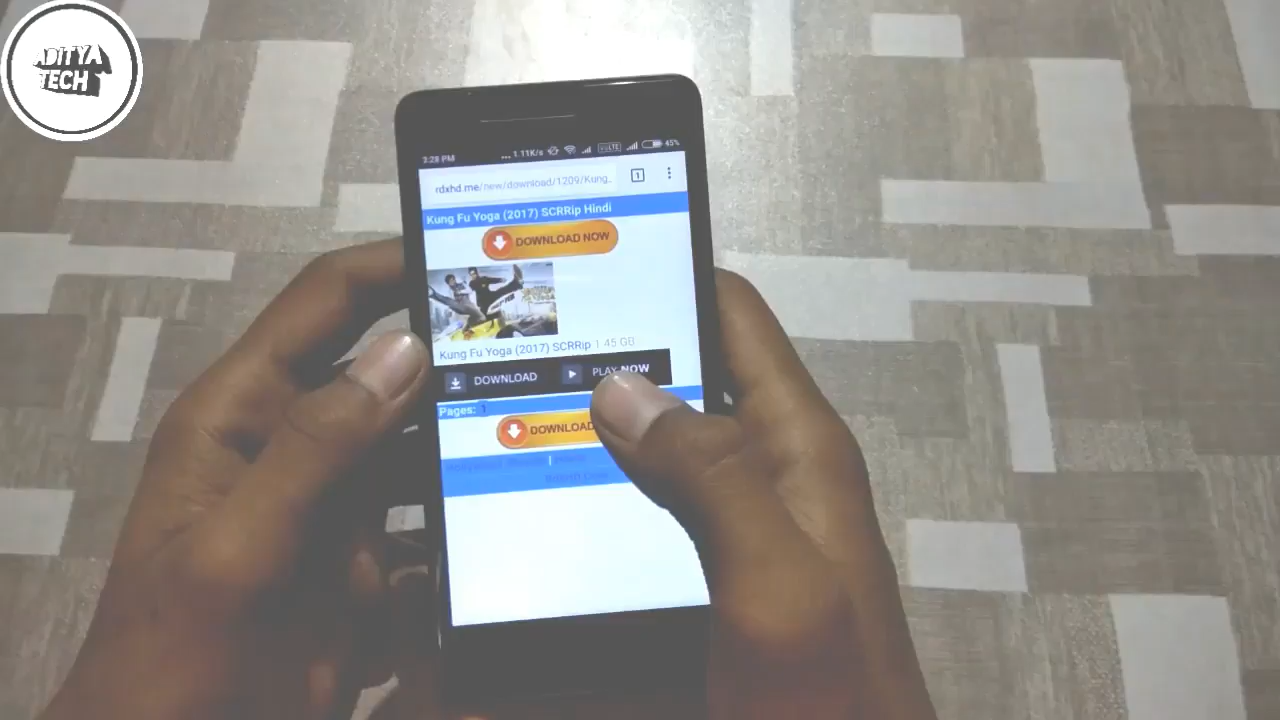 ADITYA
TECH
3:28 PM
... 1.11K/s VoLTE 45%
rdxhd.me/new/download/1209/Kung..
1
Kung Fu Yoga (2017) SCRRip Hindi
DOWNLOAD NOW
Kung Fu Yoga (2017) SCRRip 1.45 GB
DOWNLOAD PLAY NOW
Pages: 1
DOWNLOAD